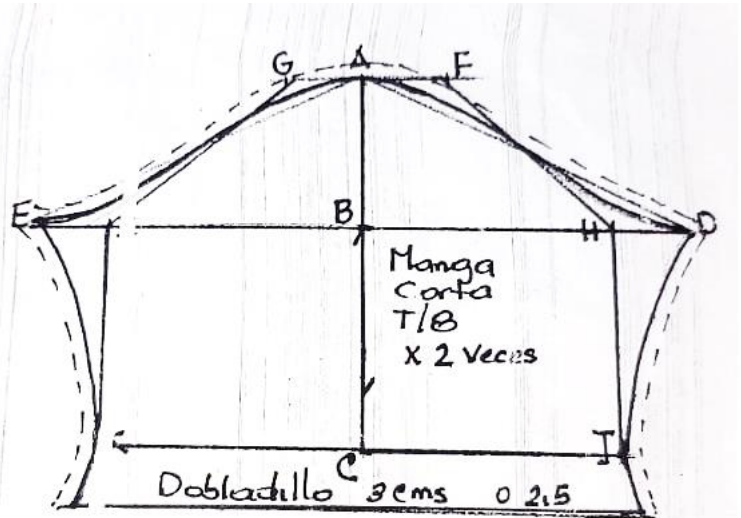 G A F
E B H D
Manga
Corta
T/8
X 2 Veces
C I
Dobladillo 3 cms o 2,5